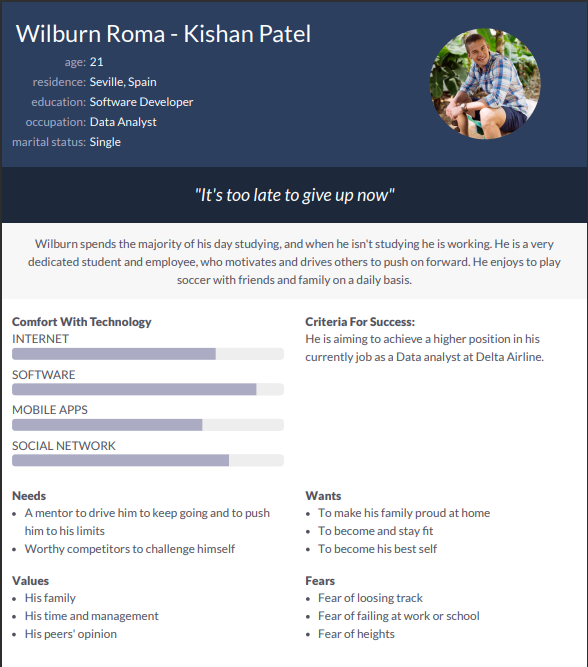 Wilburn Roma - Kishan Patel
age: 21
residence: Seville, Spain
education: Software Developer
occupation: Data Analyst
marital status: Single
"It's too late to give up now"
Wilburn spends the majority of his day studying, and when he isn't studying he is working. He is a very
dedicated student and employee, who motivates and drives others to push on forward. He enjoys to play
soccer with friends and family on a daily basis.
Comfort With Technology
INTERNET
SOFTWARE
MOBILE APPS
SOCIAL NETWORK
Criteria For Success:
He is aiming to achieve a higher position in his
currently job as a Data analyst at Delta Airline.
Needs
• A mentor to drive him to keep going and to push
him to his limits
• Worthy competitors to challenge himself
Wants
• To make his family proud at home
• To become and stay fit
• To become his best self
Values
• His family
• His time and management
• His peers' opinion
Fears
• Fear of loosing track
• Fear of failing at work or school
• Fear of heights